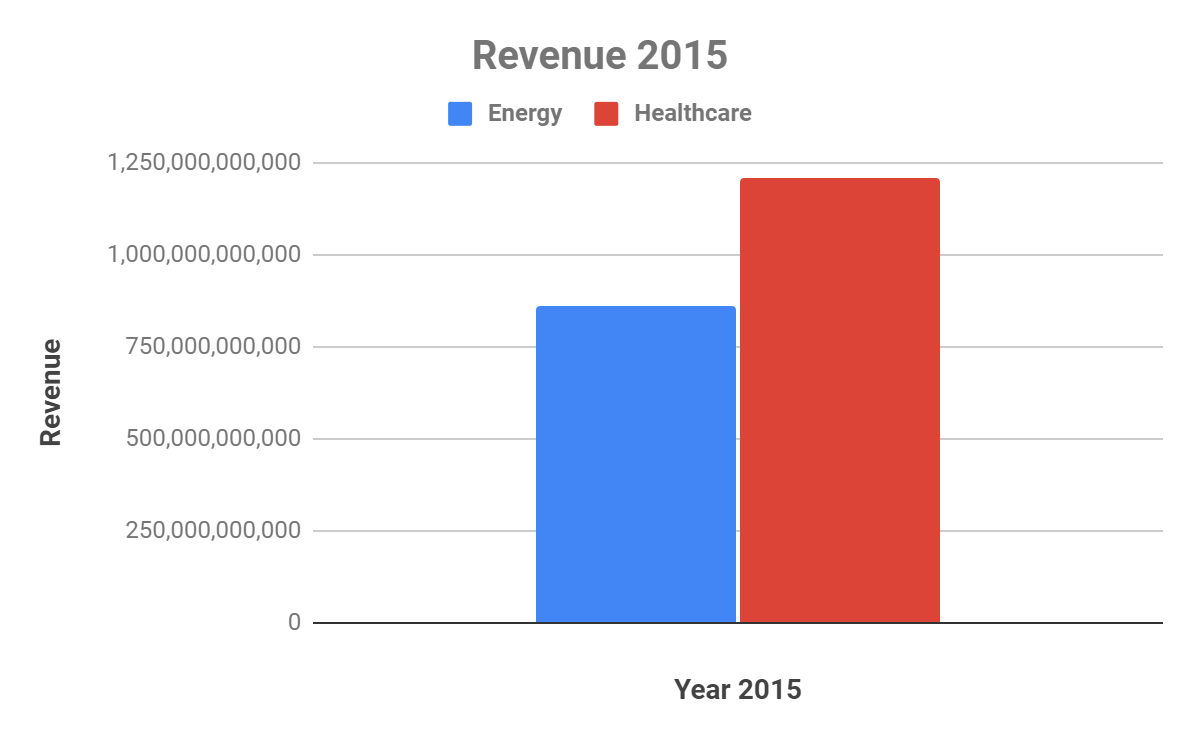 Revenue 2015
Energy Healthcare
1,250,000,000,000
1,000,000,000,000
750,000,000,000
500,000,000,000
250,000,000,000
0
Revenue
Year 2015